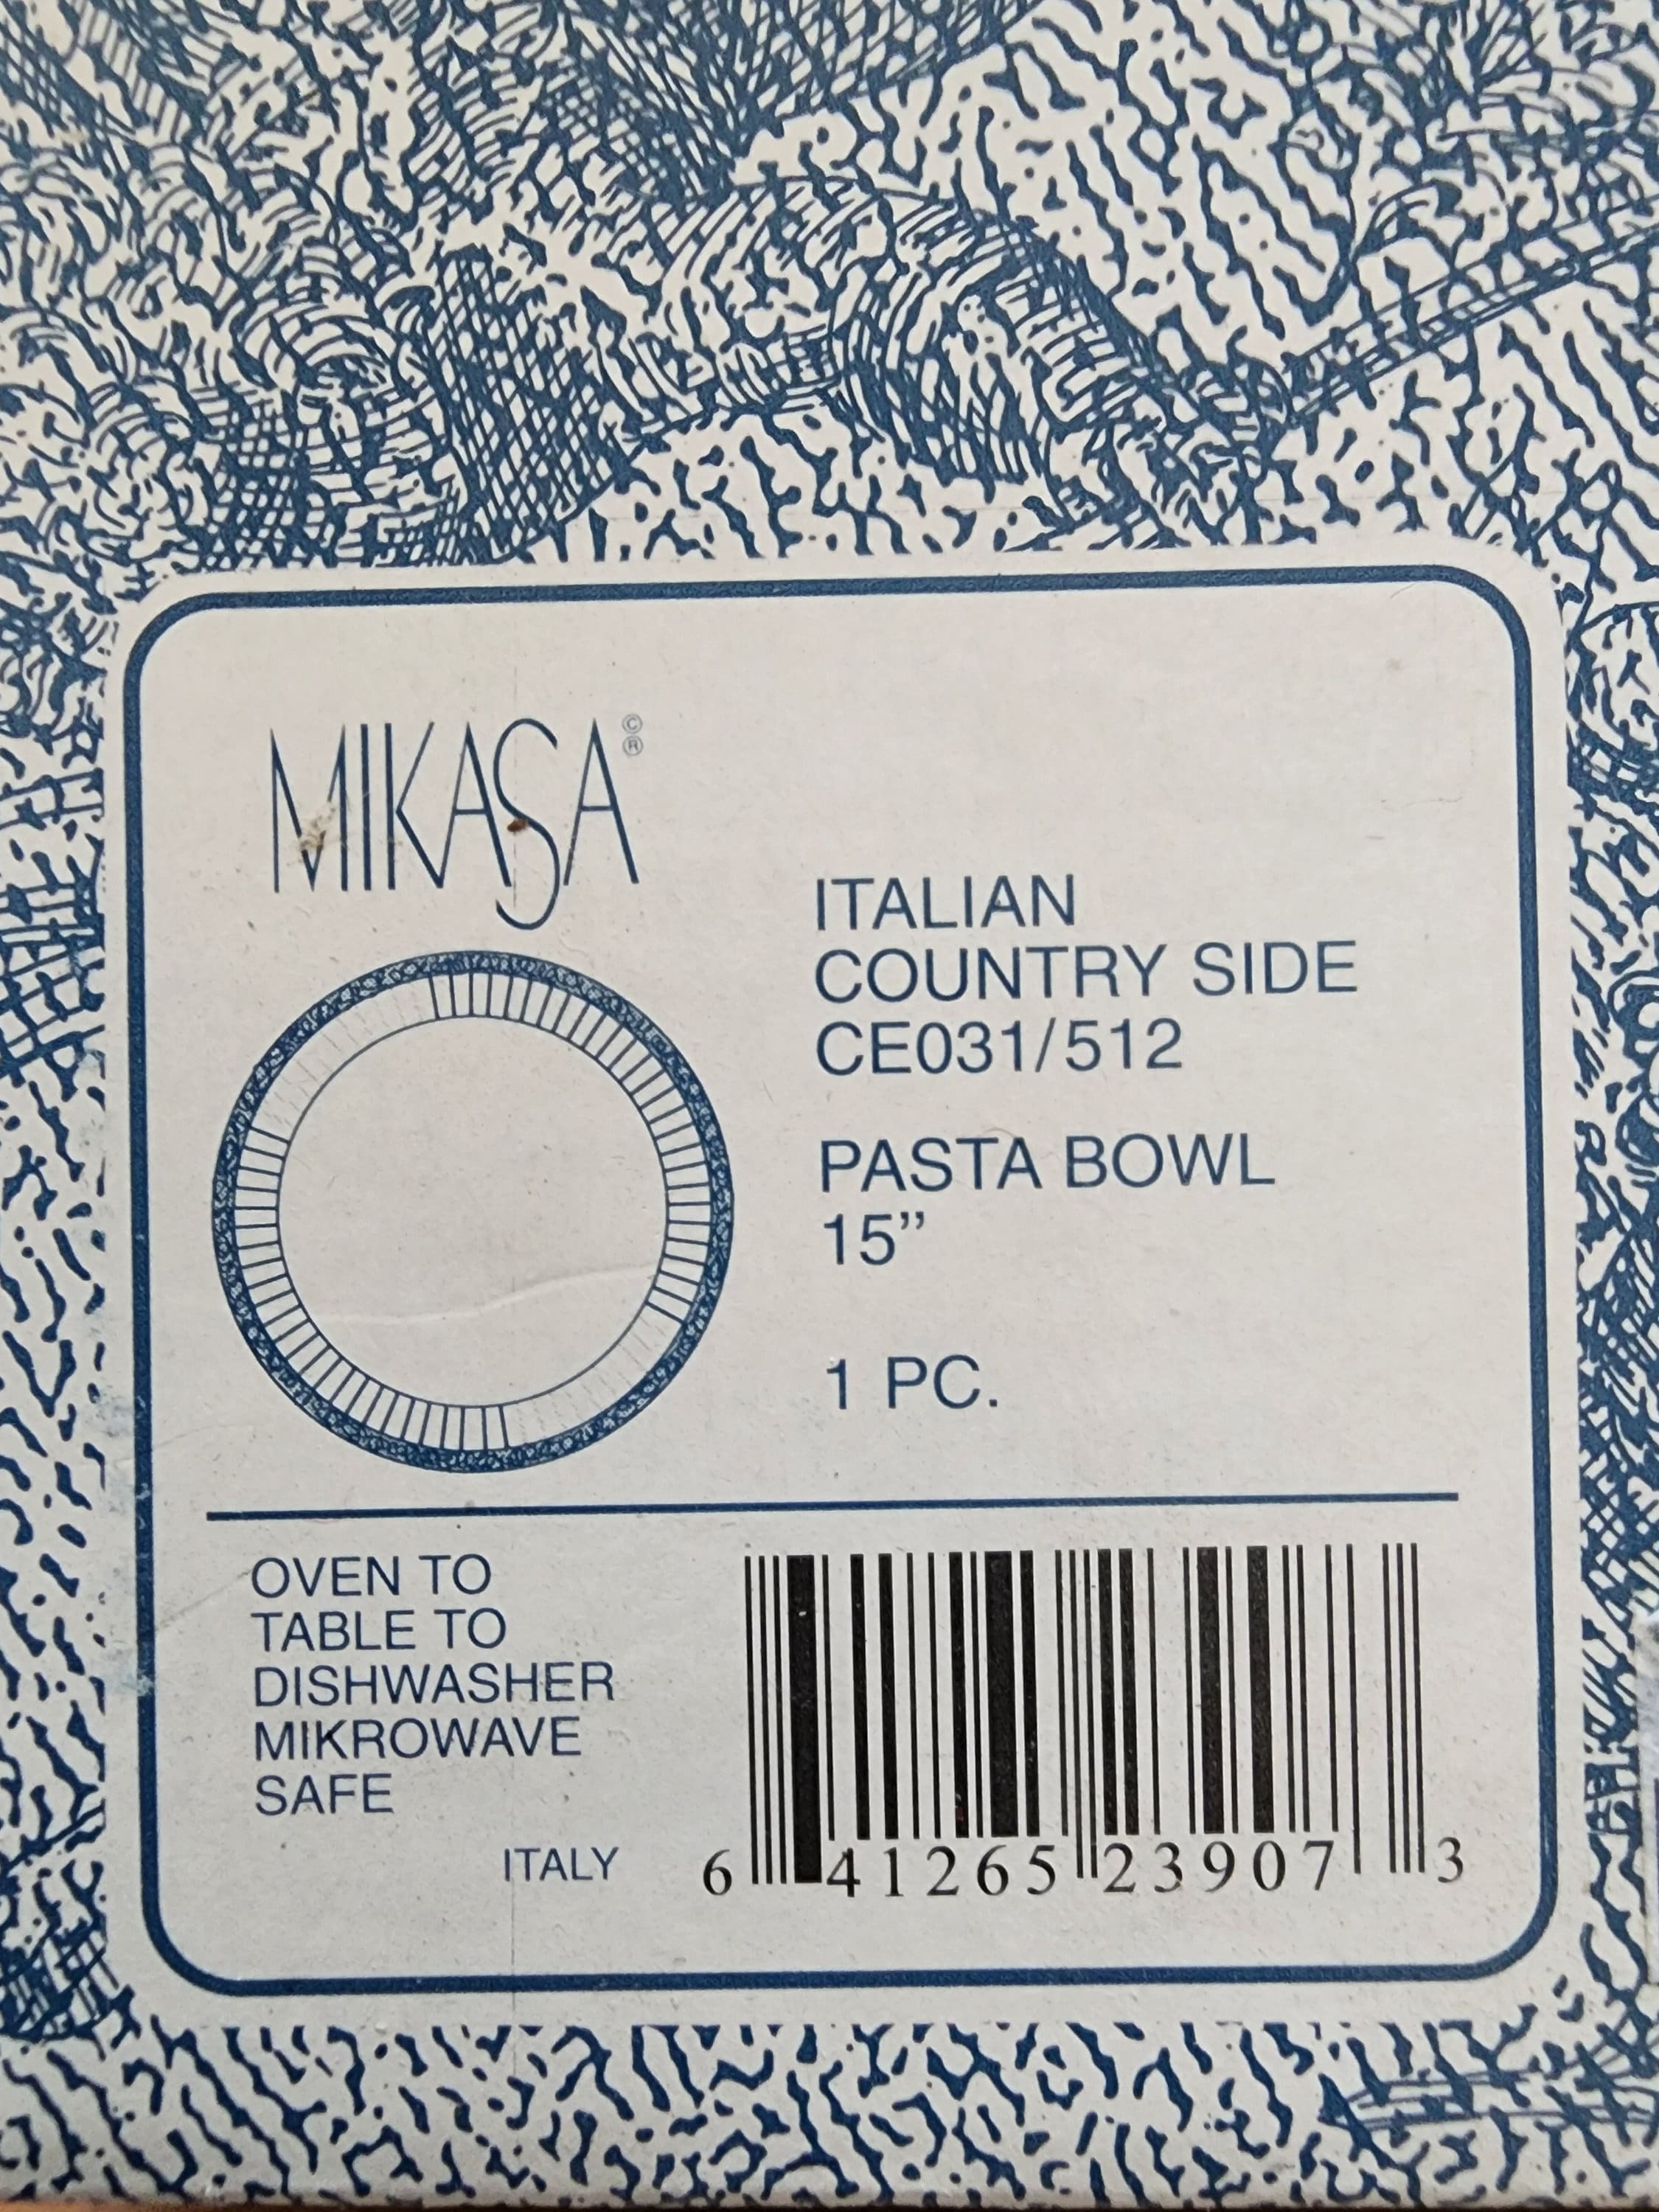 MIKASA©®
ITALIAN
COUNTRY SIDE
CE031/512
PASTA BOWL
15”
1 PC.
OVEN TO
TABLE TO
DISHWASHER
MIKROWAVE
SAFE
ITALY
6 41265 23907 3